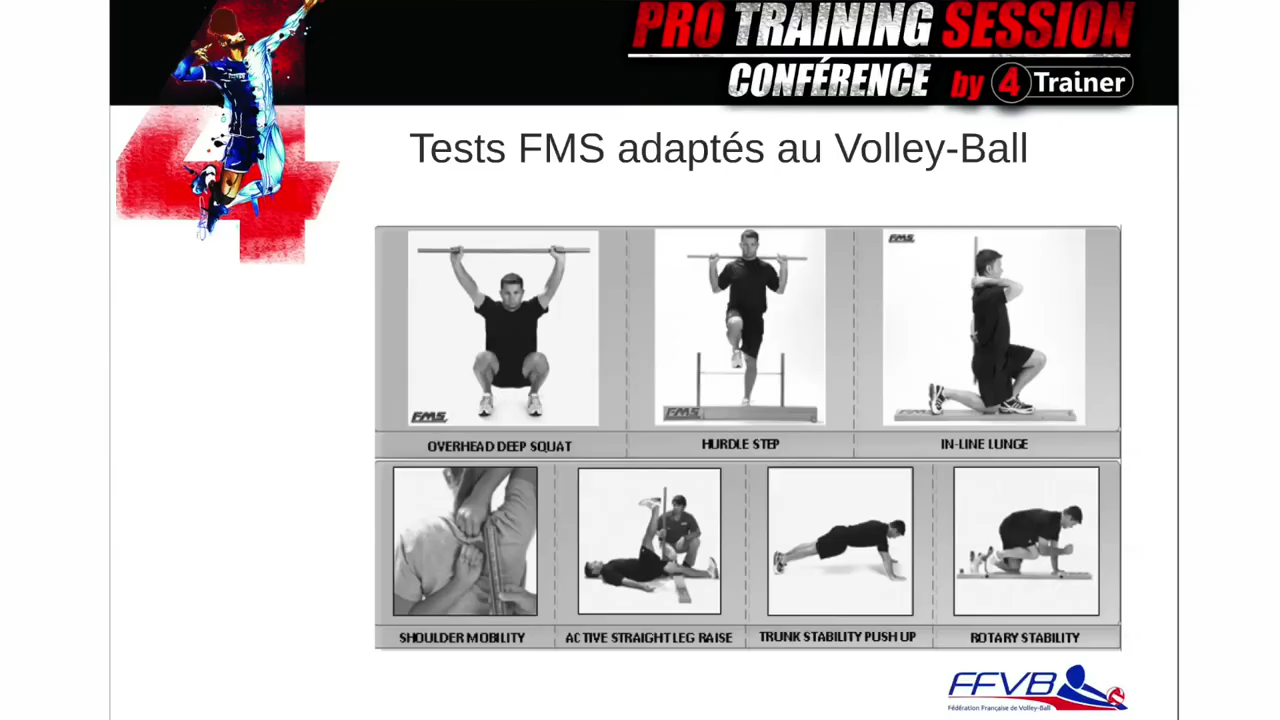 PRO TRAINING SESSION
CONFÉRENCE by 4 Trainer
4
Tests FMS adaptés au Volley-Ball
FMS
FMS
FMS
FMS
OVERHEAD DEEP SQUAT
HURDLE STEP
IN-LINE LUNGE
SHOULDER MOBILITY
ACTIVE STRAIGHT LEG RAISE
TRUNK STABILITY PUSH UP
ROTARY STABILITY
FFVB
Fédération Française de Volley-Ball